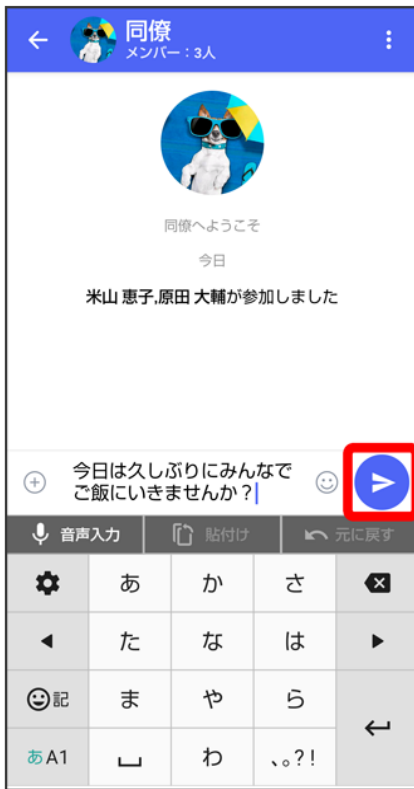 同僚
メンバー：3人
同僚へようこそ
今日
米山 恵子,原田 大輔が参加しました
今日は久しぶりにみんなで
ご飯にいきませんか？
音声入力 貼付け 元に戻す
あ か さ
た な は
記 ま や ら
あA1 わ 、。?!